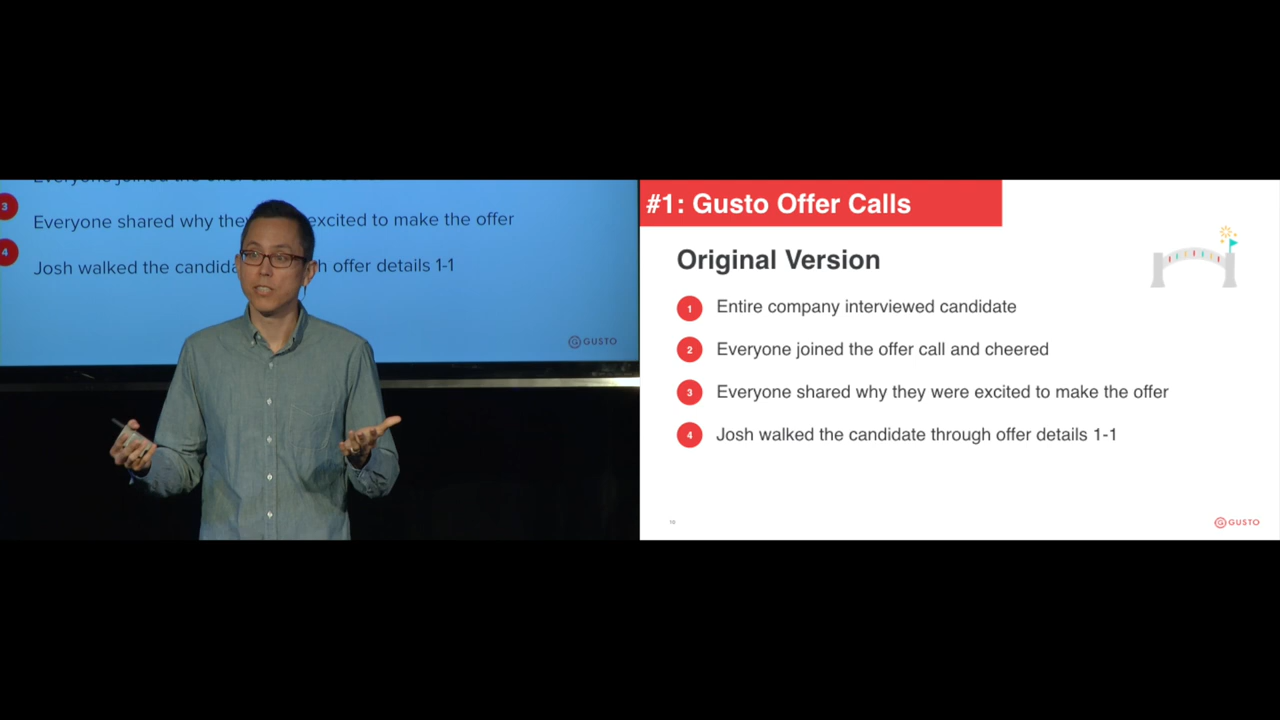 3
Everyone shared why they excited to make the offer
4
Josh walked the candida h offer details 1-1
GUSTO
#1: Gusto Offer Calls
Original Version
1 Entire company interviewed candidate
2 Everyone joined the offer call and cheered
3 Everyone shared why they were excited to make the offer
4 Josh walked the candidate through offer details 1-1
10
G GUSTO